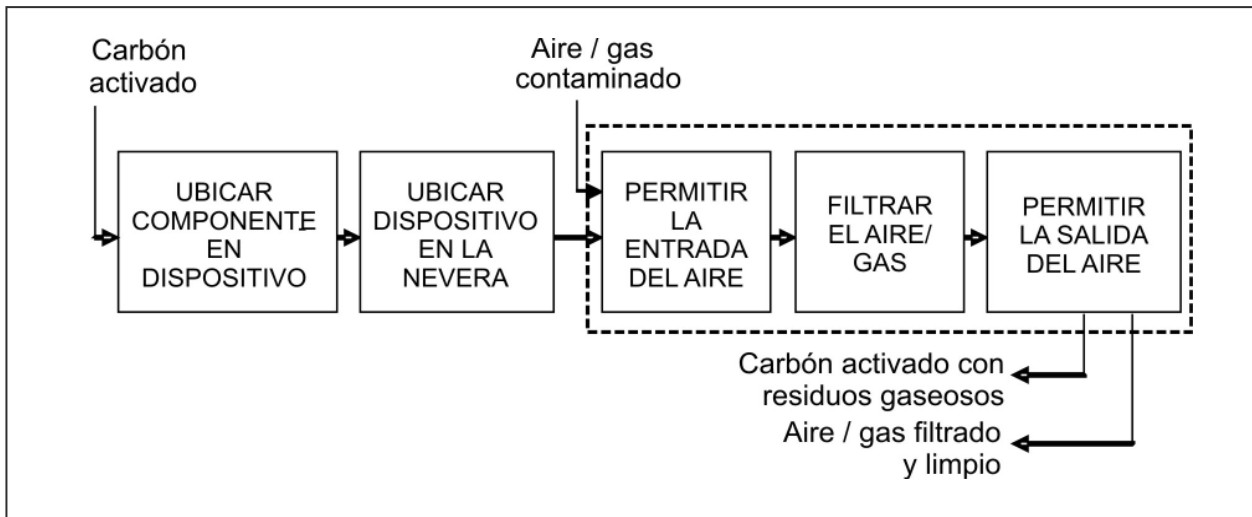 Carbón
activado
Aire / gas
contaminado
UBICAR
COMPONENTE
EN
DISPOSITIVO
UBICAR
DISPOSITIVO
EN LA
NEVERA
PERMITIR
LA
ENTRADA
DEL AIRE
FILTRAR
EL AIRE/
GAS
PERMITIR
LA SALIDA
DEL AIRE
Carbón activado con
residuos gaseosos
Aire / gas filtrado
y limpio